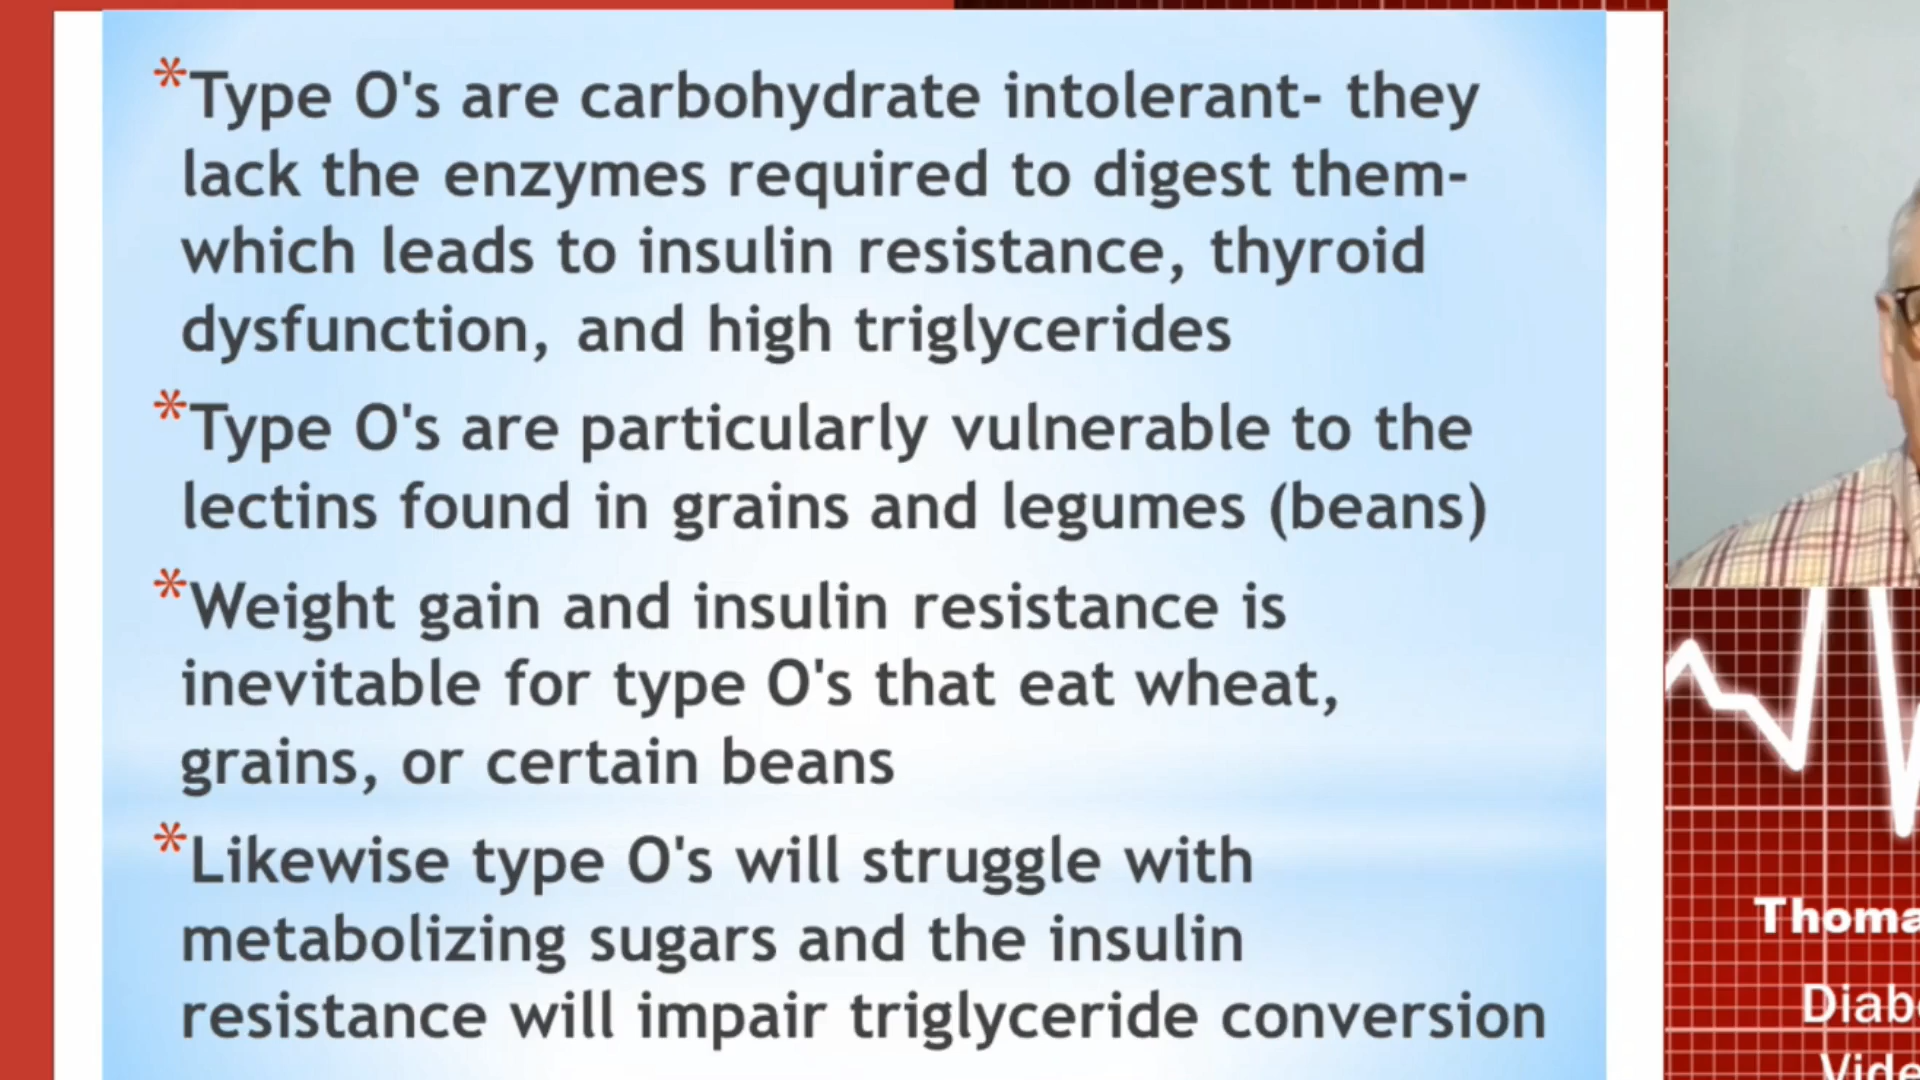 *Type O's are carbohydrate intolerant- they
lack the enzymes required to digest them-
which leads to insulin resistance, thyroid
dysfunction, and high triglycerides
*Type O's are particularly vulnerable to the
lectins found in grains and legumes (beans)
*Weight gain and insulin resistance is
inevitable for type O's that eat wheat,
grains, or certain beans
*Likewise type O's will struggle with
metabolizing sugars and the insulin
resistance will impair triglyceride conversion
Thoma
Diab
Vide